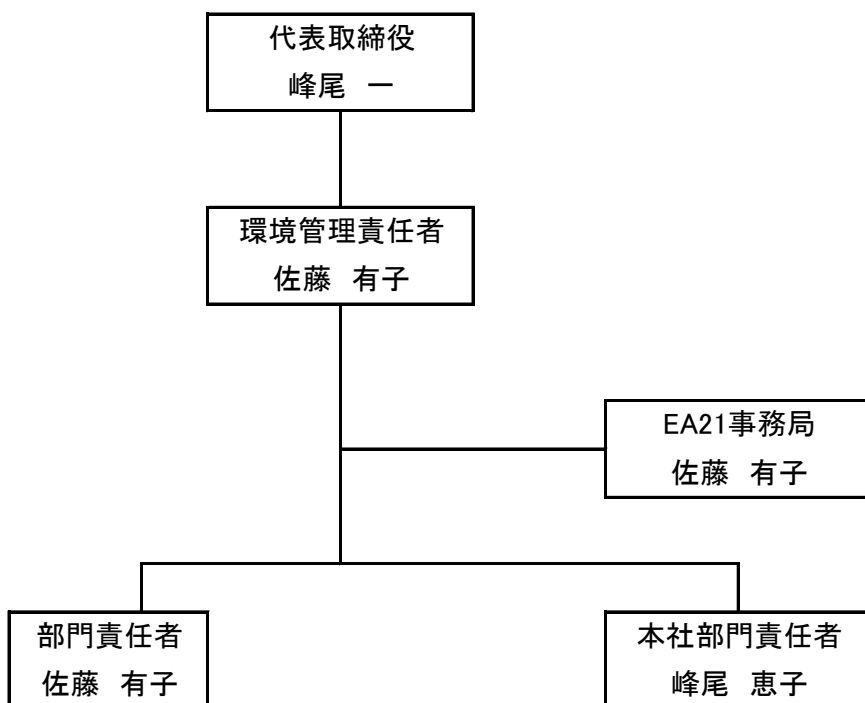 代表取締役
峰尾　一
環境管理責任者
佐藤　有子
EA21事務局
佐藤　有子
部門責任者
佐藤　有子
本社部門責任者
峰尾　恵子